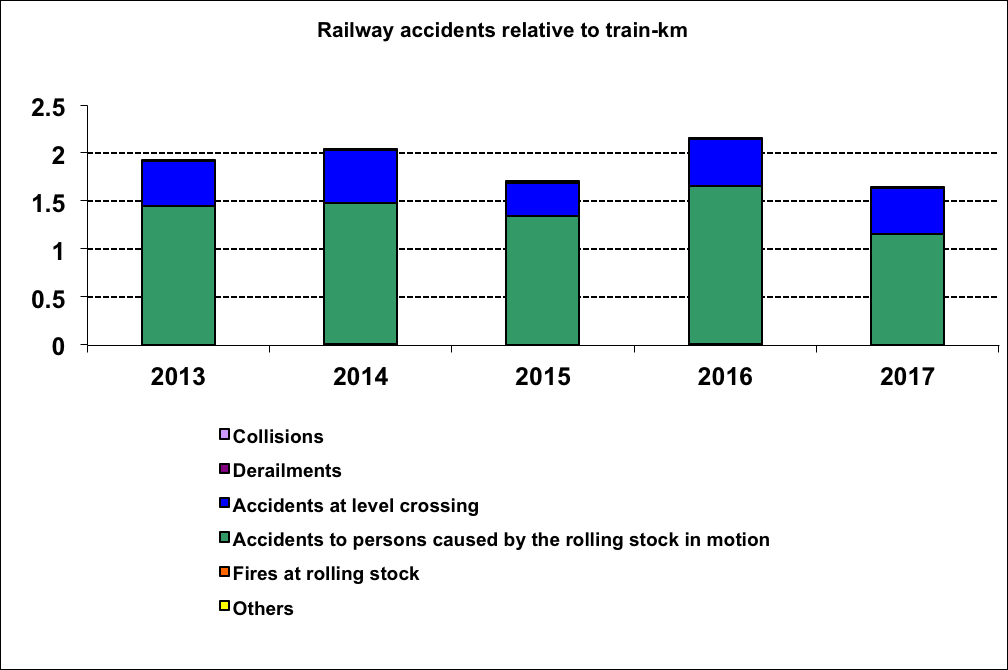 Railway accidents relative to train-km
2.5
2
1.5
1
0.5
0
2013 2014 2015 2016 2017
Collisions
Derailments
Accidents at level crossing
Accidents to persons caused by the rolling stock in motion
Fires at rolling stock
Others